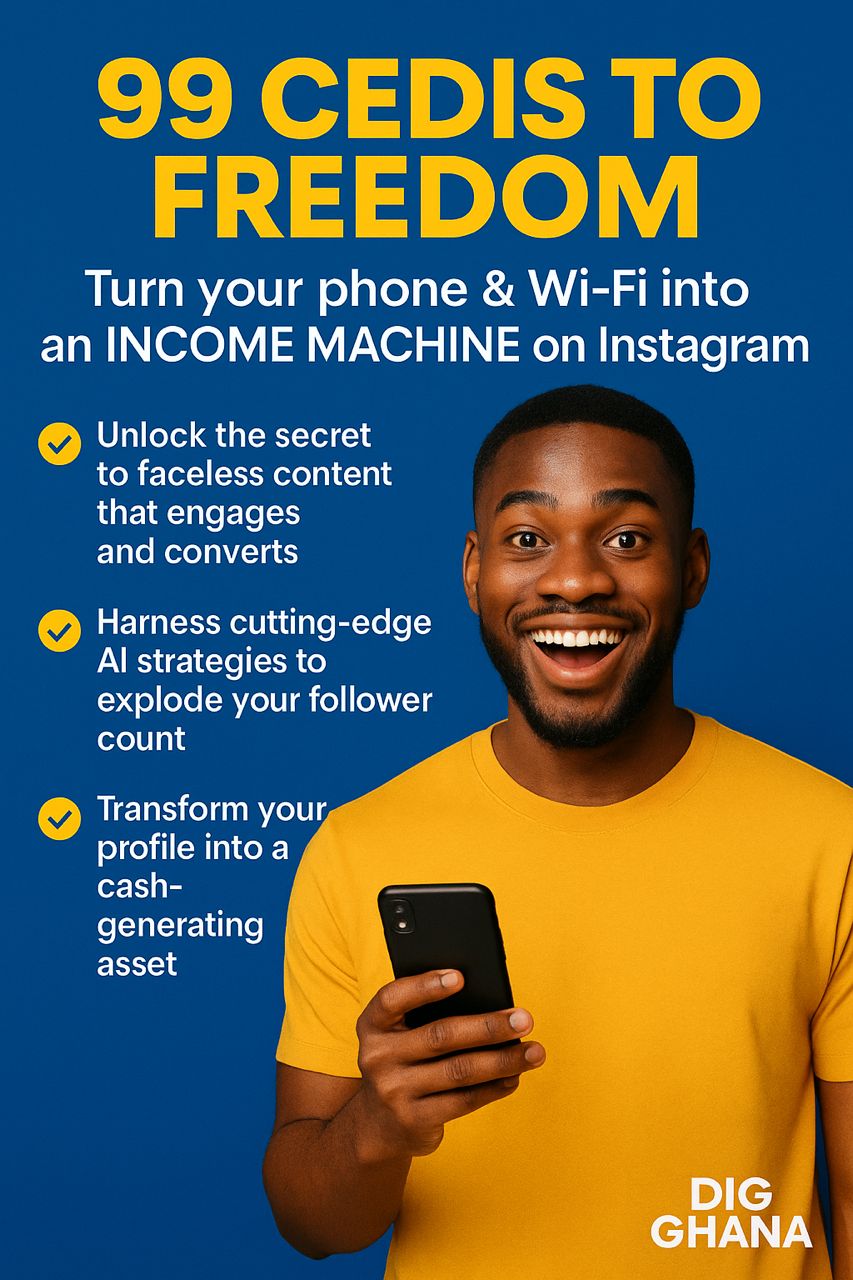 99 CEDIS TO
FREEDOM
Turn your phone & Wi-Fi into
an INCOME MACHINE on Instagram
Unlock the secret
to faceless content
that engages
and converts
Harness cutting-edge
AI strategies to
explode your follower
count
Transform your
profile into a
cash-
generating
asset
DIG
GHANA